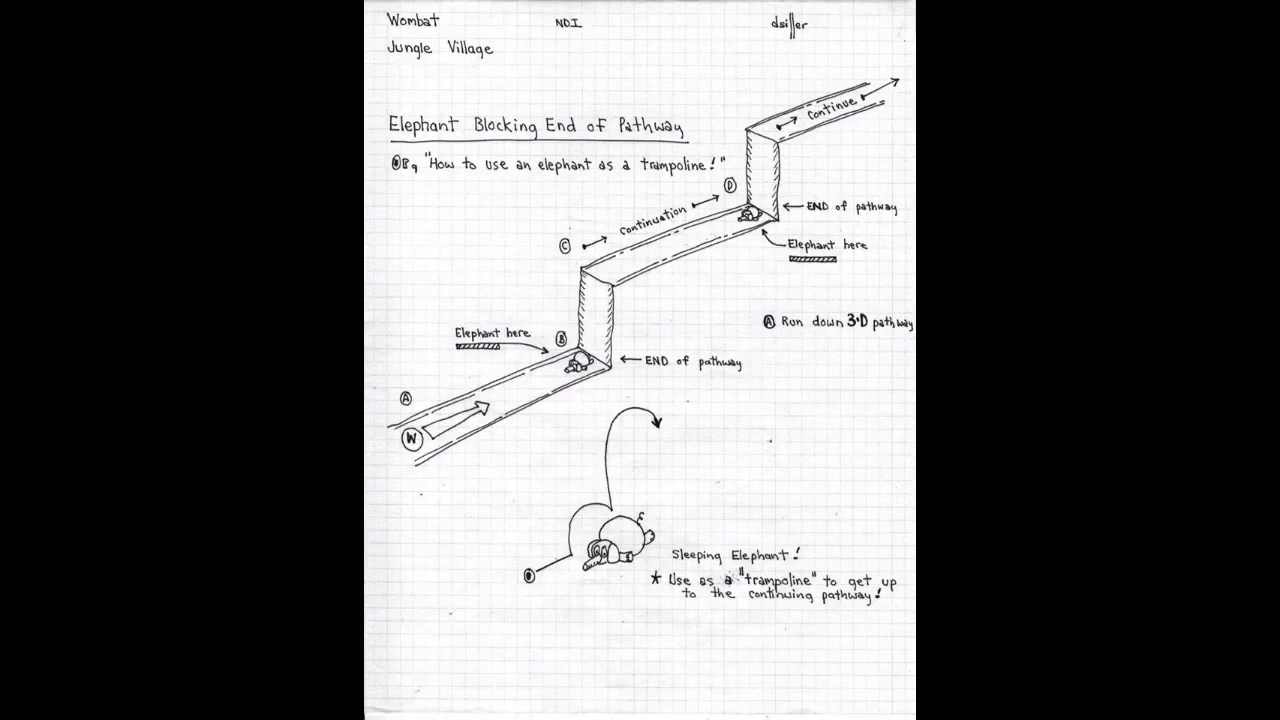 Wombat NDI dsiller
Jungle Village
Elephant Blocking End of Pathway
"How to use an elephant as a trampoline!"
Continue
D
END of pathway
Continuation
Elephant here
C
A Run down 3·D pathway
Elephant here
B
END of pathway
A
W
Sleeping Elephant!
* Use as a "trampoline" to get up
to the continuing pathway!